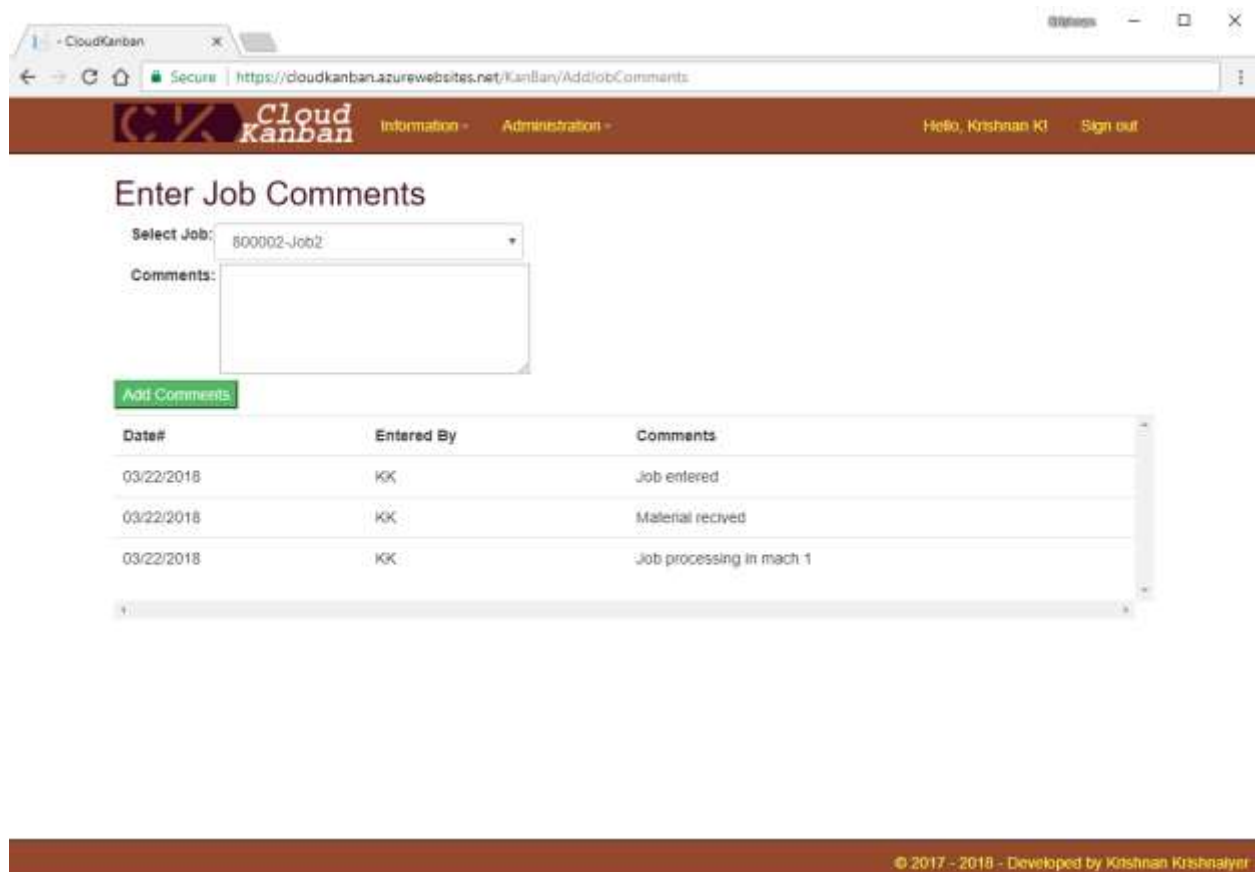 - CloudKanban
Secure https://cloudkanban.azurewebsites.net/KanBan/AddJobComments
CK Cloud Kanban Information Administration Hello, Krishnan K! Sign out
Enter Job Comments
Select Job: 800002-Job2
Comments:
Add Comments
Date# Entered By Comments
03/22/2018 KK Job entered
03/22/2018 KK Material recived
03/22/2018 KK Job processing in mach 1
© 2017 - 2018 - Developed by Krishnan Krishnaiyer